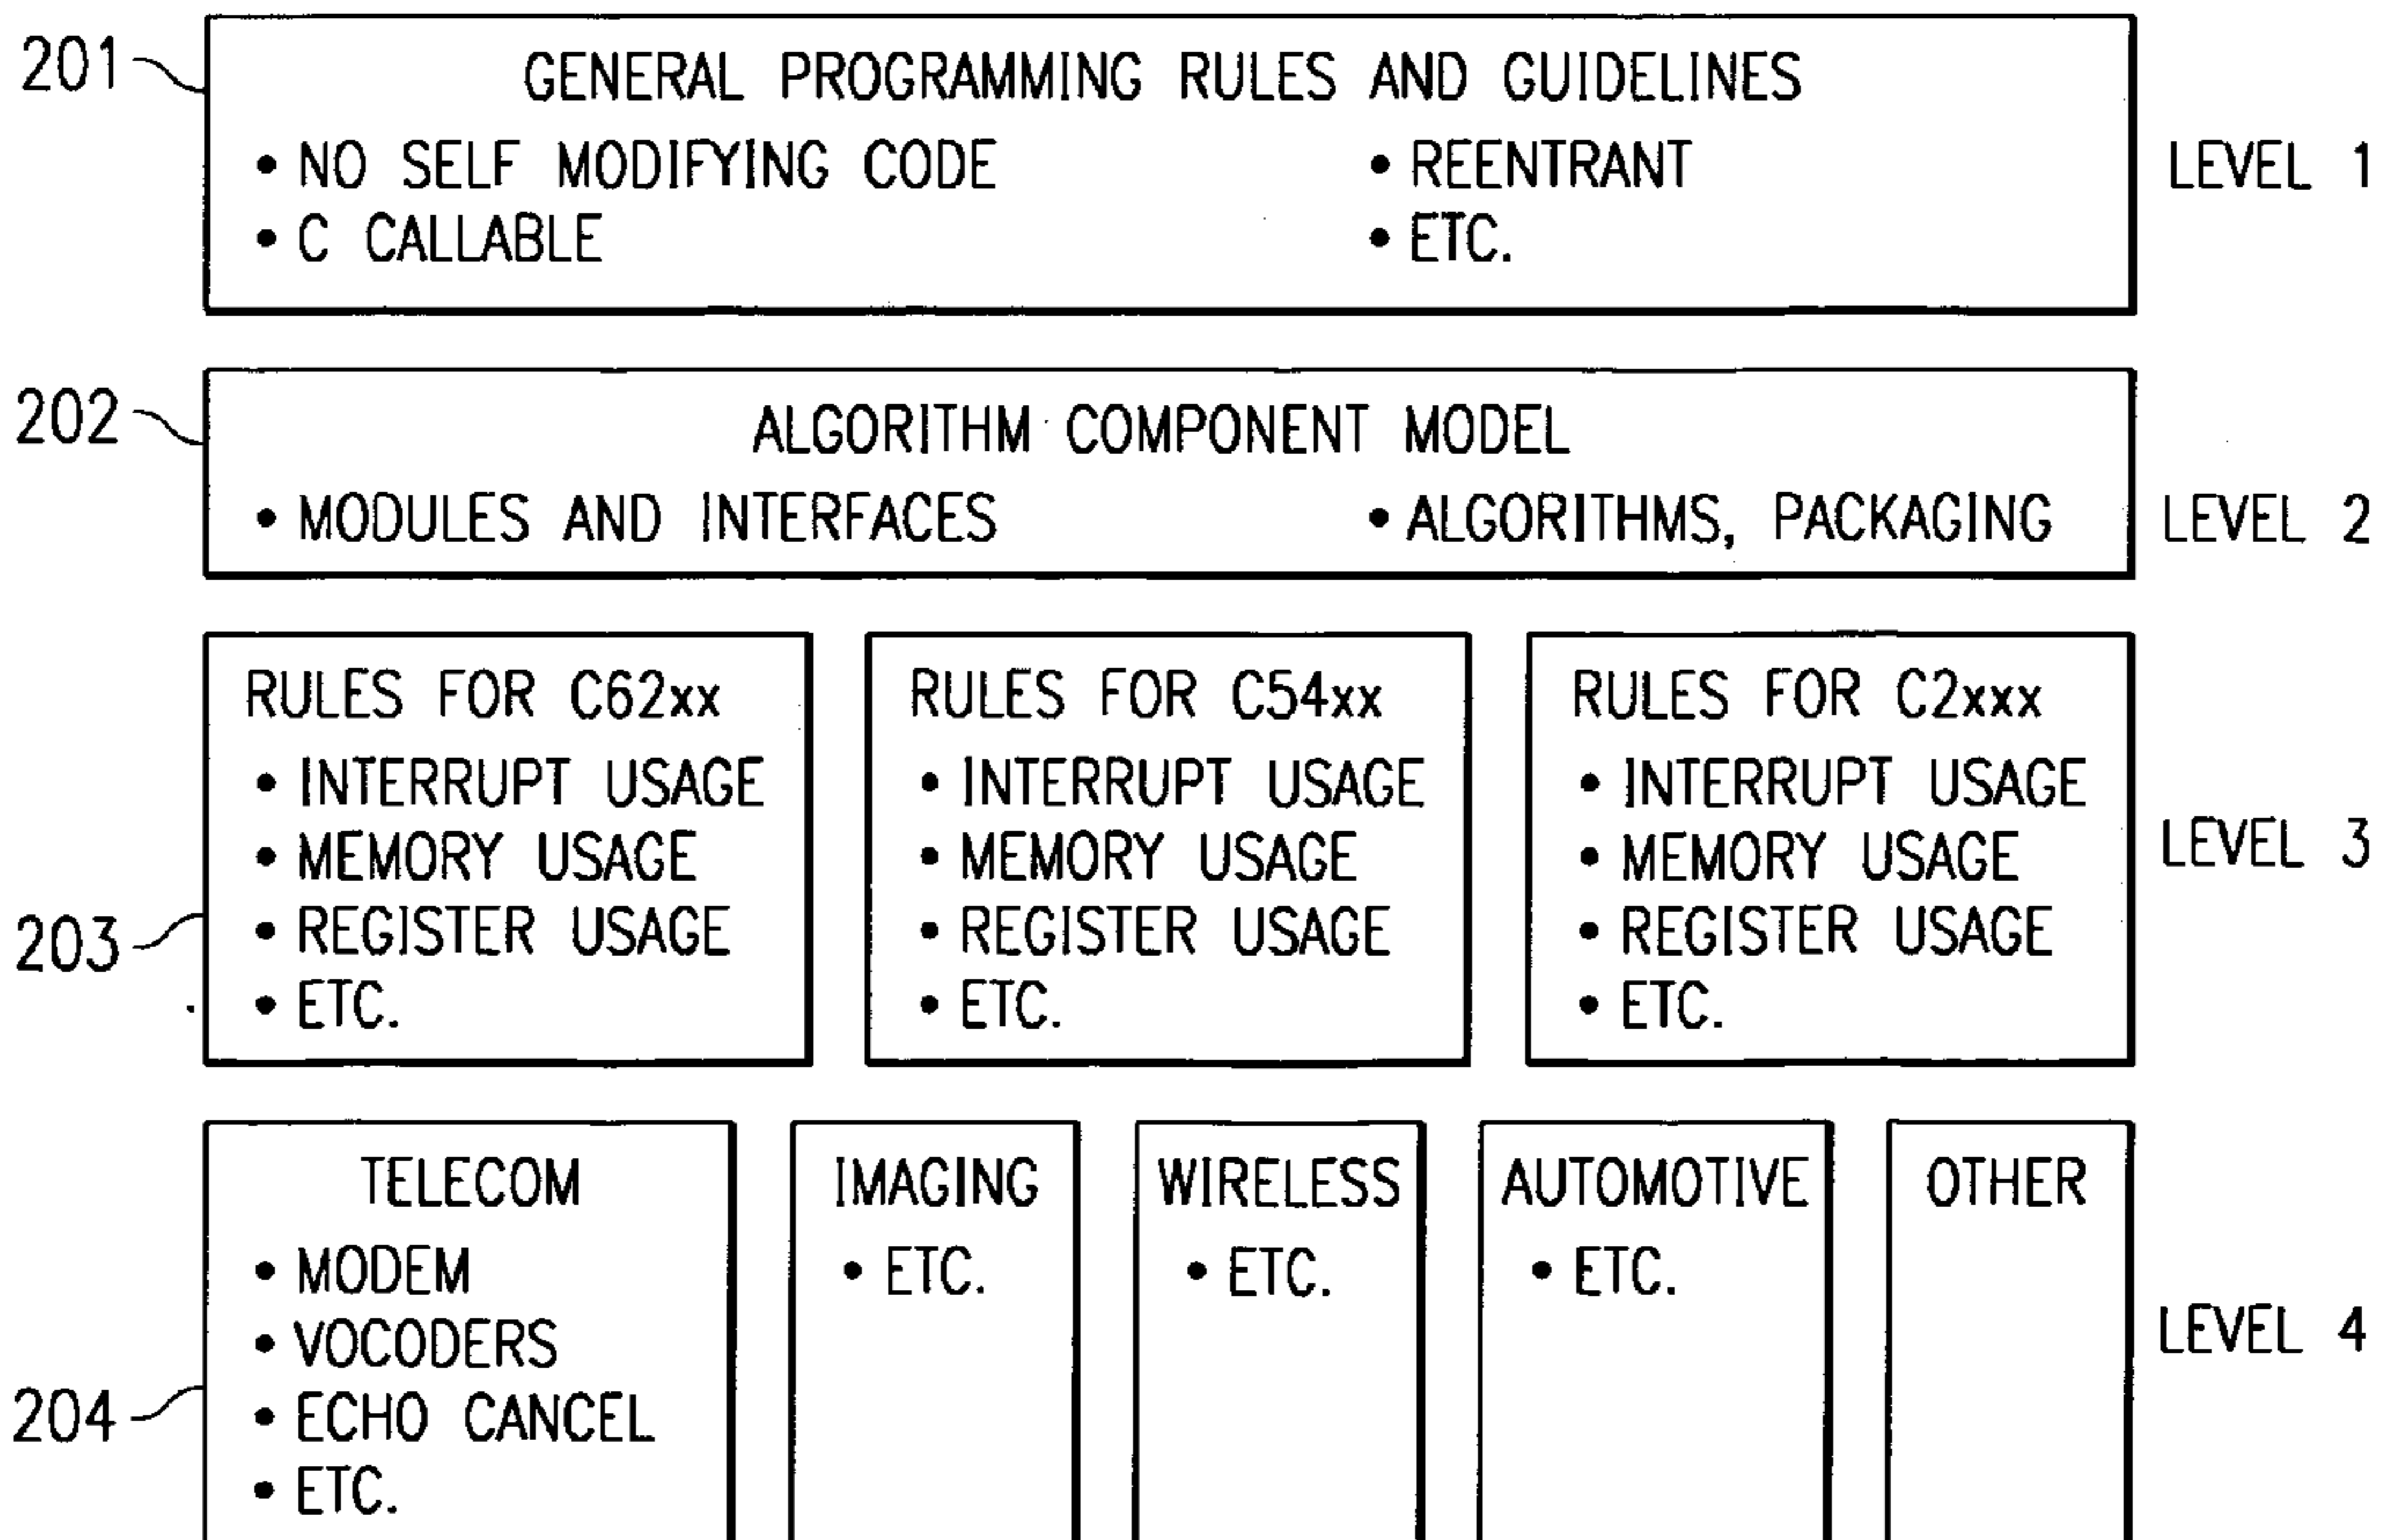 201
GENERAL PROGRAMMING RULES AND GUIDELINES
• NO SELF MODIFYING CODE
• C CALLABLE
• REENTRANT
• ETC.
LEVEL 1
202
ALGORITHM COMPONENT MODEL
• MODULES AND INTERFACES
• ALGORITHMS, PACKAGING
LEVEL 2
203
RULES FOR C62xx
• INTERRUPT USAGE
• MEMORY USAGE
• REGISTER USAGE
• ETC.
RULES FOR C54xx
• INTERRUPT USAGE
• MEMORY USAGE
• REGISTER USAGE
• ETC.
RULES FOR C2xxx
• INTERRUPT USAGE
• MEMORY USAGE
• REGISTER USAGE
• ETC.
LEVEL 3
204
TELECOM
• MODEM
• VOCODERS
• ECHO CANCEL
• ETC.
IMAGING
• ETC.
WIRELESS
• ETC.
AUTOMOTIVE
• ETC.
OTHER
LEVEL 4